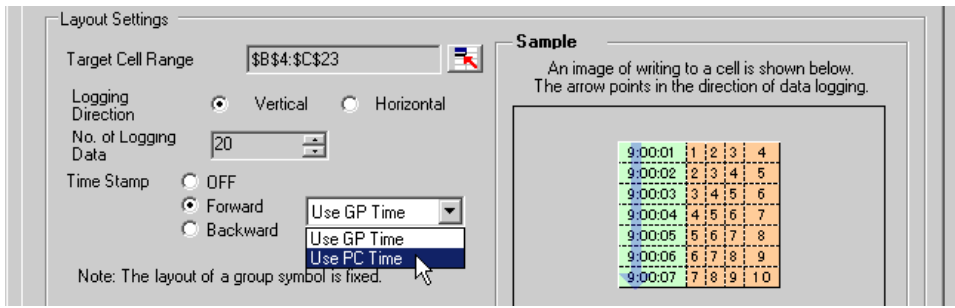 Layout Settings
Target Cell Range
$B$4:$C$23
Logging
Direction
Vertical
Horizontal
No. of Logging
Data
20
Time Stamp
OFF
Forward
Backward
Use GP Time
Use GP Time
Use PC Time
Note: The layout of a group symbol is fixed.
Sample
An image of writing to a cell is shown below.
The arrow points in the direction of data logging.
9:00:01 1 2 3 4
9:00:02 2 3 4 5
9:00:03 3 4 5 6
9:00:04 4 5 6 7
9:00:05 5 6 7 8
9:00:06 6 7 8 9
9:00:07 7 8 9 10